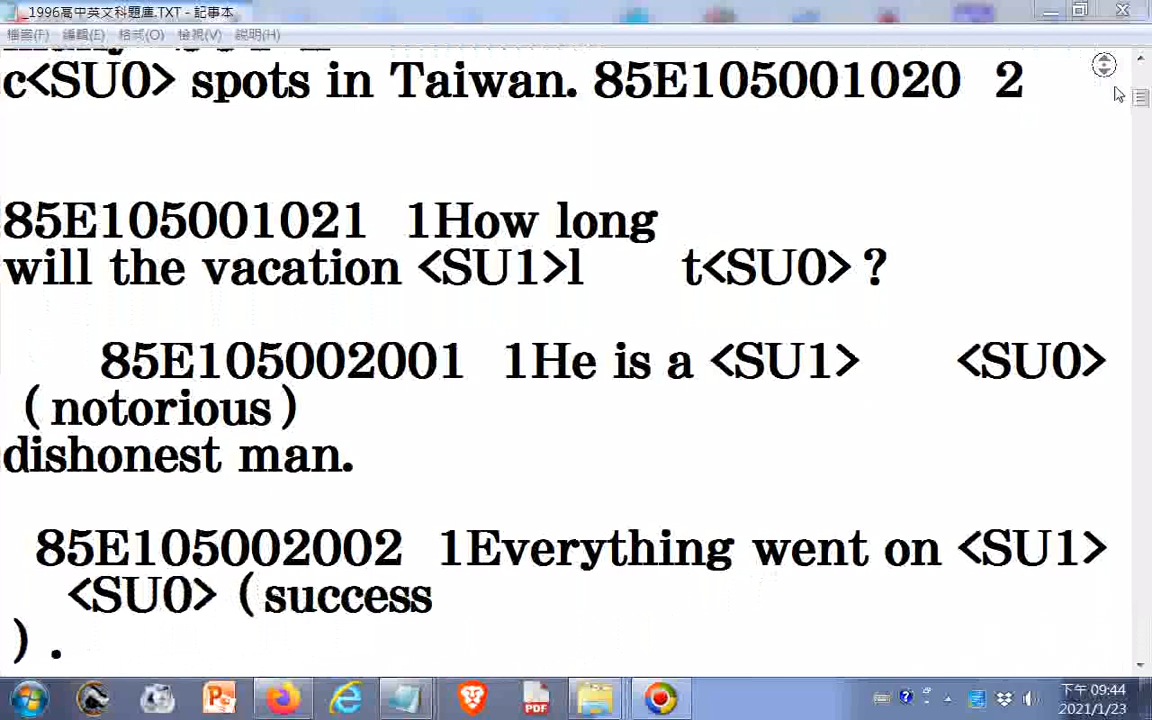 _1996高中英文科題庫.TXT - 記事本
檔案(F) 編輯(E) 格式(O) 檢視(V) 說明(H)
c<SU0> spots in Taiwan. 85E105001020 2
85E105001021 1How long
will the vacation <SU1>l t<SU0>?
85E105002001 1He is a <SU1> <SU0>
(notorious)
dishonest man.
85E105002002 1Everything went on <SU1>
<SU0> (success
).
PDF
下午 09:44
2021/1/23